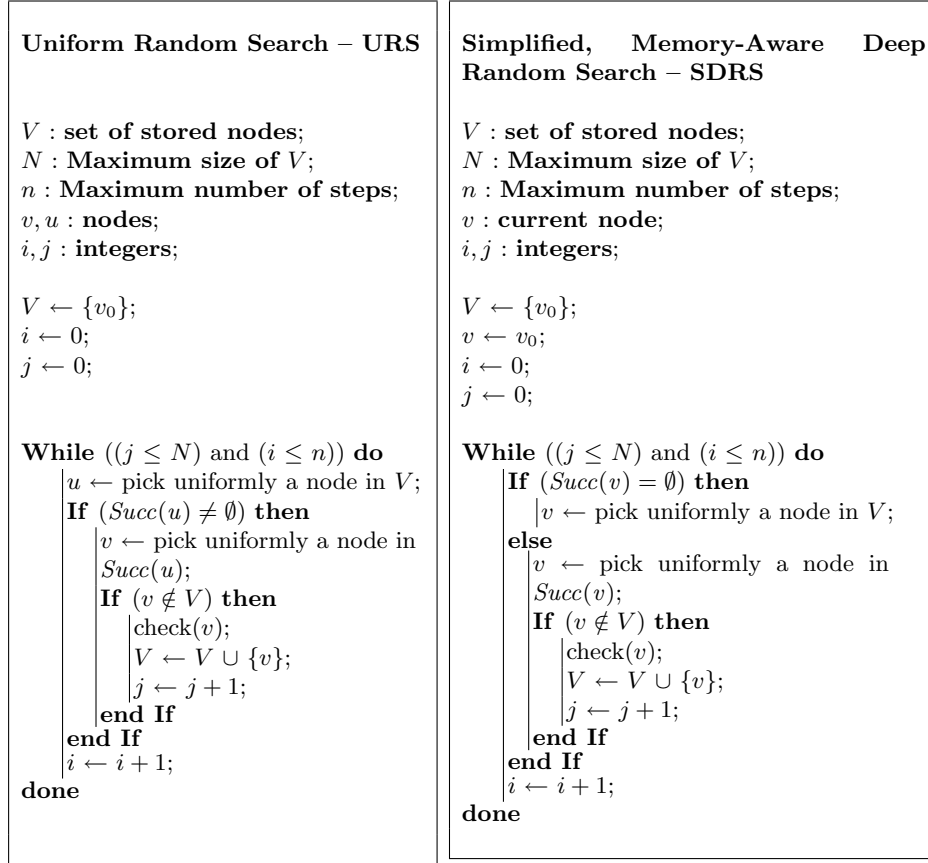 Uniform Random Search – URS
V : set of stored nodes;
N : Maximum size of V;
n : Maximum number of steps;
v, u : nodes;
i, j : integers;
V ← {v₀};
i ← 0;
j ← 0;
While ((j ≤ N) and (i ≤ n)) do
u ← pick uniformly a node in V;
If (Succ(u) ≠ ∅) then
v ← pick uniformly a node in
Succ(u);
If (v ∉ V) then
check(v);
V ← V ∪ {v};
j ← j + 1;
end If
end If
i ← i + 1;
done
Simplified, Memory-Aware Deep
Random Search – SDRS
V : set of stored nodes;
N : Maximum size of V;
n : Maximum number of steps;
v : current node;
i, j : integers;
V ← {v₀};
v ← v₀;
i ← 0;
j ← 0;
While ((j ≤ N) and (i ≤ n)) do
If (Succ(v) = ∅) then
v ← pick uniformly a node in V;
else
v ← pick uniformly a node in
Succ(v);
If (v ∉ V) then
check(v);
V ← V ∪ {v};
j ← j + 1;
end If
end If
i ← i + 1;
done